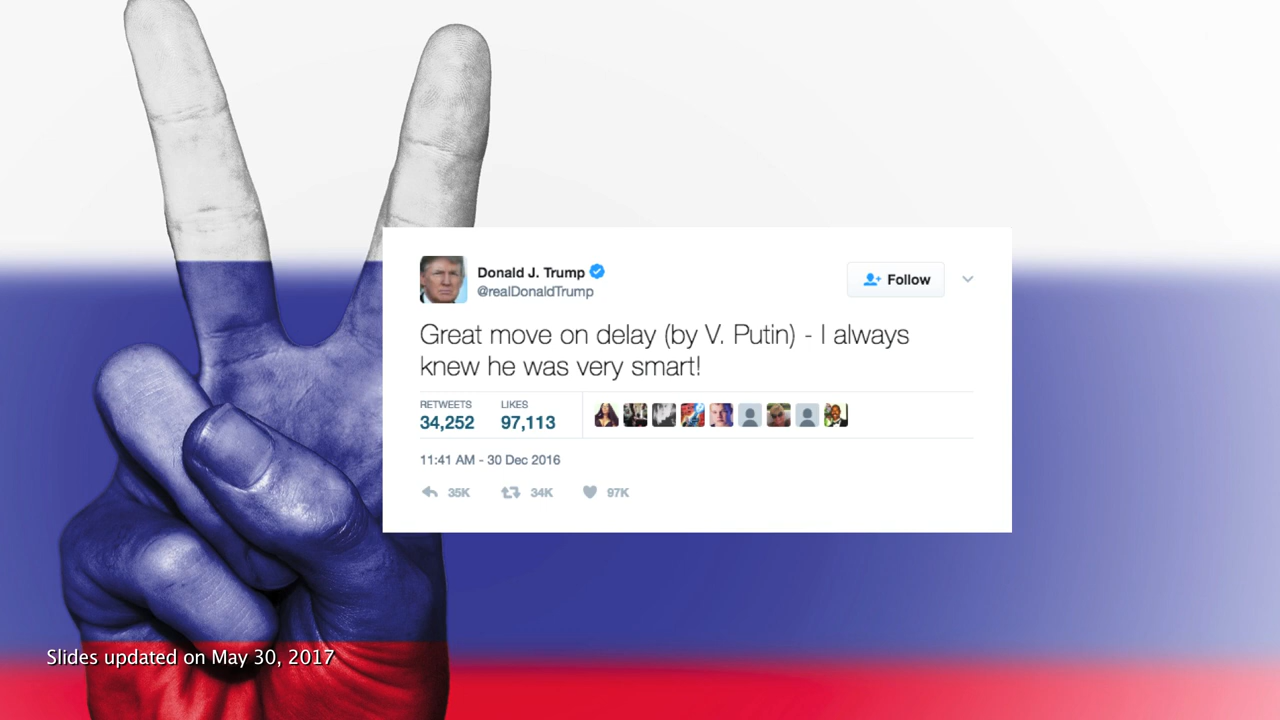 Donald J. Trump
@realDonaldTrump
Follow
Great move on delay (by V. Putin) - I always
knew he was very smart!
RETWEETS LIKES
34,252 97,113
11:41 AM - 30 Dec 2016
35K 34K 97K
Slides updated on May 30, 2017